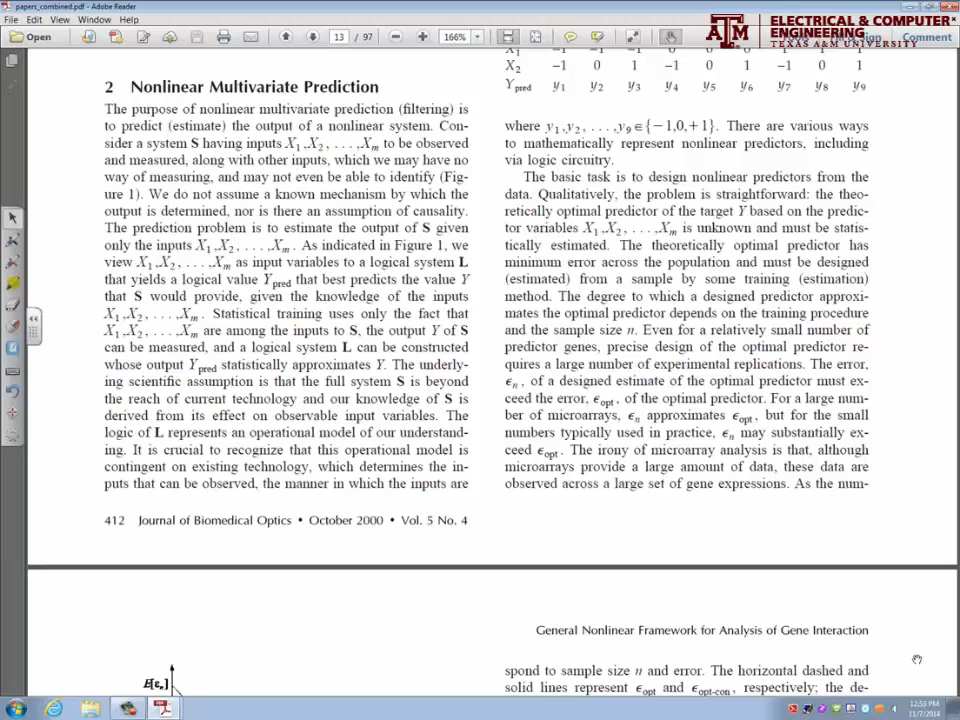 papers_combined.pdf - Adobe Reader
File Edit View Window Help
Open
13 / 97
166%
Comment
ELECTRICAL & COMPUTER
ENGINEERING
TEXAS A&M UNIVERSITY
2 Nonlinear Multivariate Prediction
The purpose of nonlinear multivariate prediction (filtering) is
to predict (estimate) the output of a nonlinear system. Con-
sider a system S having inputs X1,X2, . . . ,Xm to be observed
and measured, along with other inputs, which we may have no
way of measuring, and may not even be able to identify (Fig-
ure 1). We do not assume a known mechanism by which the
output is determined, nor is there an assumption of causality.
The prediction problem is to estimate the output of S given
only the inputs X1,X2, . . . ,Xm. As indicated in Figure 1, we
view X1,X2, . . . ,Xm as input variables to a logical system L
that yields a logical value Ypred that best predicts the value Y
that S would provide, given the knowledge of the inputs
X1,X2, . . . ,Xm. Statistical training uses only the fact that
X1,X2, . . . ,Xm are among the inputs to S, the output Y of S
can be measured, and a logical system L can be constructed
whose output Ypred statistically approximates Y. The underly-
ing scientific assumption is that the full system S is beyond
the reach of current technology and our knowledge of S is
derived from its effect on observable input variables. The
logic of L represents an operational model of our understand-
ing. It is crucial to recognize that this operational model is
contingent on existing technology, which determines the in-
puts that can be observed, the manner in which the inputs are
412 Journal of Biomedical Optics • October 2000 • Vol. 5 No. 4
X1 −1 −1 −1 0 0 0 1 1 1
X2 −1 0 1 −1 0 1 −1 0 1
Ypred y1 y2 y3 y4 y5 y6 y7 y8 y9
where y1,y2, . . . ,y9∈{−1,0,+1}. There are various ways
to mathematically represent nonlinear predictors, including
via logic circuitry.
The basic task is to design nonlinear predictors from the
data. Qualitatively, the problem is straightforward: the theo-
retically optimal predictor of the target Y based on the predic-
tor variables X1,X2, . . . ,Xm is unknown and must be statis-
tically estimated. The theoretically optimal predictor has
minimum error across the population and must be designed
(estimated) from a sample by some training (estimation)
method. The degree to which a designed predictor approxi-
mates the optimal predictor depends on the training procedure
and the sample size n. Even for a relatively small number of
predictor genes, precise design of the optimal predictor re-
quires a large number of experimental replications. The error,
ϵn, of a designed estimate of the optimal predictor must ex-
ceed the error, ϵopt, of the optimal predictor. For a large num-
ber of microarrays, ϵn approximates ϵopt, but for the small
numbers typically used in practice, ϵn may substantially ex-
ceed ϵopt. The irony of microarray analysis is that, although
microarrays provide a large amount of data, these data are
observed across a large set of gene expressions. As the num-
General Nonlinear Framework for Analysis of Gene Interaction
E[εn]
spond to sample size n and error. The horizontal dashed and
solid lines represent ϵopt and ϵopt-con, respectively; the de-
12:53 PM
11/7/2014